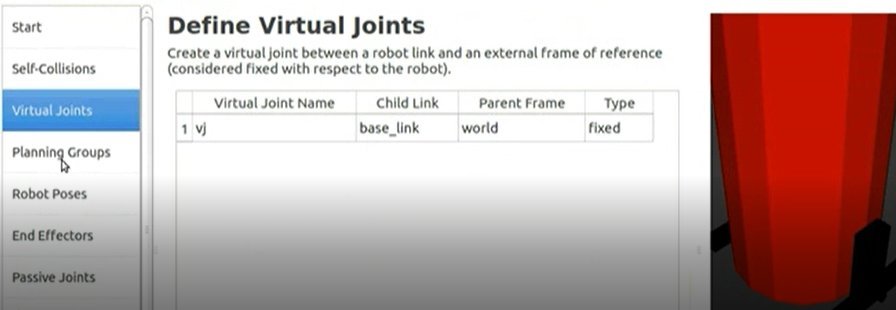 Start
Self-Collisions
Virtual Joints
Planning Groups
Robot Poses
End Effectors
Passive Joints
Define Virtual Joints
Create a virtual joint between a robot link and an external frame of reference
(considered fixed with respect to the robot).
Virtual Joint Name Child Link Parent Frame Type
1 vj base_link world fixed